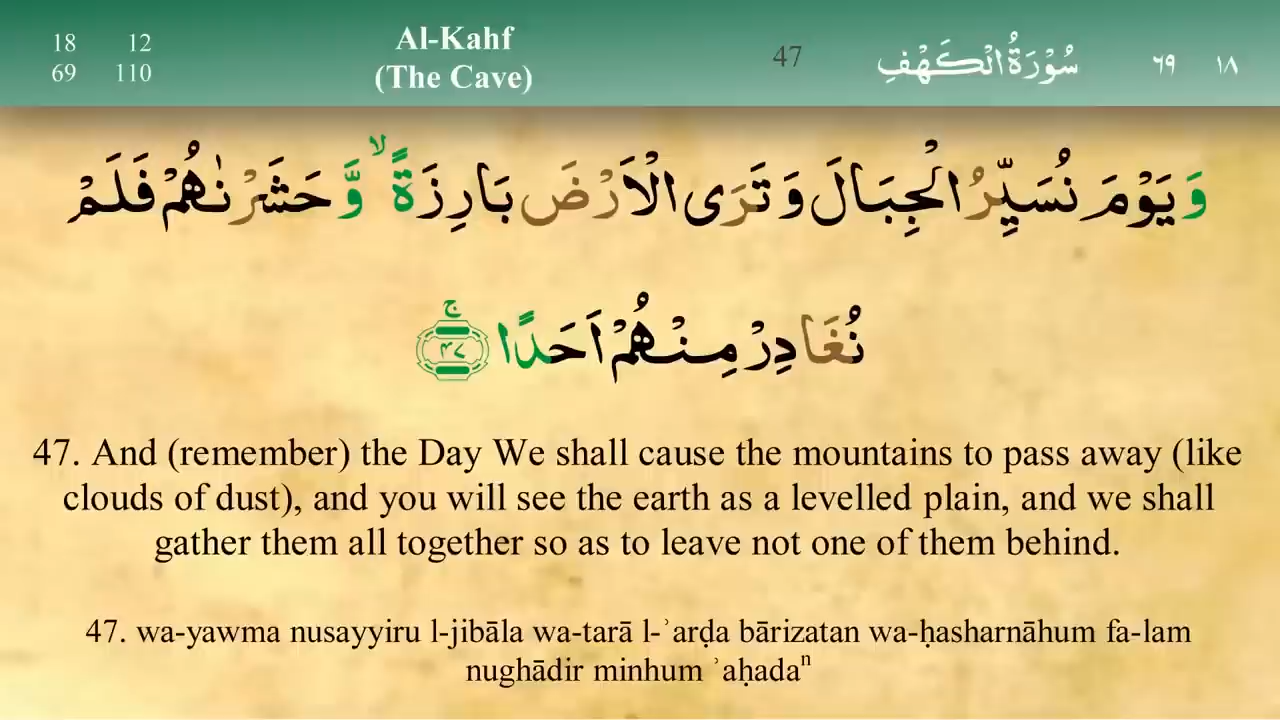 18 12
69 110
Al-Kahf
(The Cave)
47
سُوْرَةُ الْكَهْفِ
٦٩ ١٨
وَ يَوْمَ نُسَيِّرُ الْجِبَالَ وَ تَرَى الْاَرْضَ بَارِزَةً ۙ وَّ حَشَرْنٰهُمْ فَلَمْ
نُغَادِرْ مِنْهُمْ اَحَدًا ۚ ۴۷
47. And (remember) the Day We shall cause the mountains to pass away (like
clouds of dust), and you will see the earth as a levelled plain, and we shall
gather them all together so as to leave not one of them behind.
47. wa-yawma nusayyiru l-jibāla wa-tarā l-ʾarḍa bārizatan wa-ḥasharnāhum fa-lam
nughādir minhum ʾaḥadaⁿ